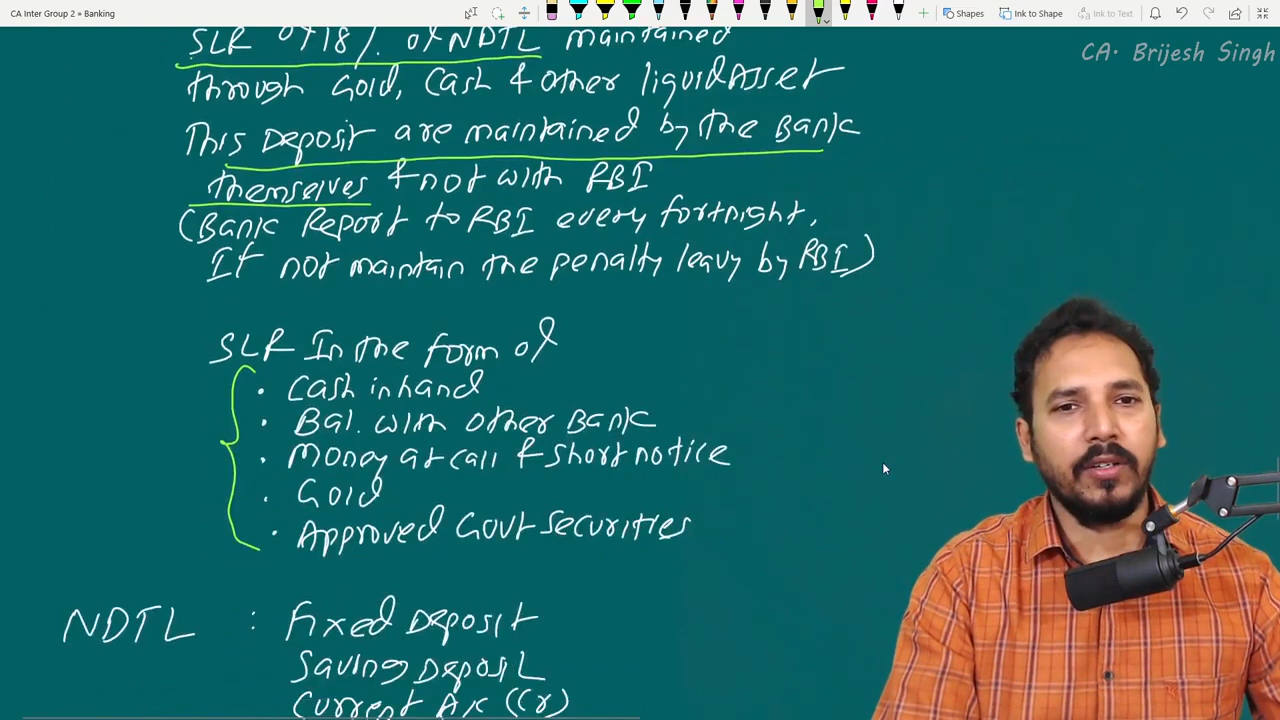 CA Inter Group 2 » Banking
Shapes
Ink to Shape
Ink to Text
CA. Brijesh Singh
SLR of 18% of NDTL maintained
through Gold, Cash & other liquid Asset
This Deposit are maintained by the Bank
themselves & not with RBI
(Bank Report to RBI every fortnight,
If not maintain the penalty leavy by RBI)
SLR In the form of
• Cash in hand
• Bal. with other Bank
• Money at call & short notice
• Gold
• Approved Govt Securities
NDTL : Fixed Deposit
Saving Deposit
Current A/c (Cr)